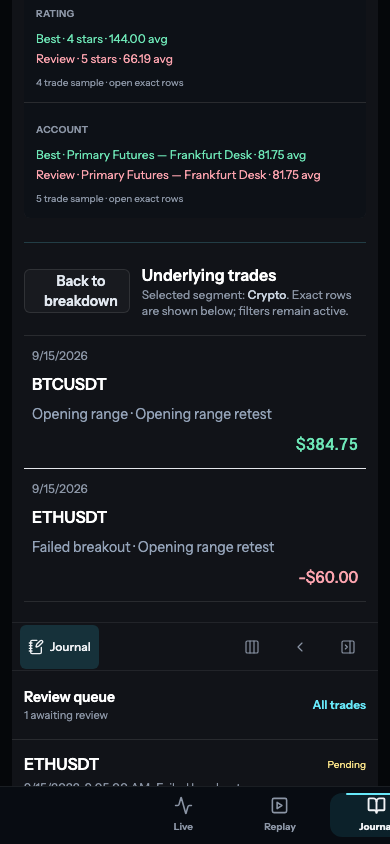 RATING
Best · 4 stars · 144.00 avg
Review · 5 stars · 66.19 avg
4 trade sample · open exact rows
ACCOUNT
Best · Primary Futures — Frankfurt Desk · 81.75 avg
Review · Primary Futures — Frankfurt Desk · 81.75 avg
5 trade sample · open exact rows
Back to
breakdown
Underlying trades
Selected segment: Crypto. Exact rows
are shown below; filters remain active.
9/15/2026
BTCUSDT
Opening range · Opening range retest
$384.75
9/15/2026
ETHUSDT
Failed breakout · Opening range retest
-$60.00
Journal
Review queue
1 awaiting review
All trades
ETHUSDT
Pending
Live
Replay
Journa